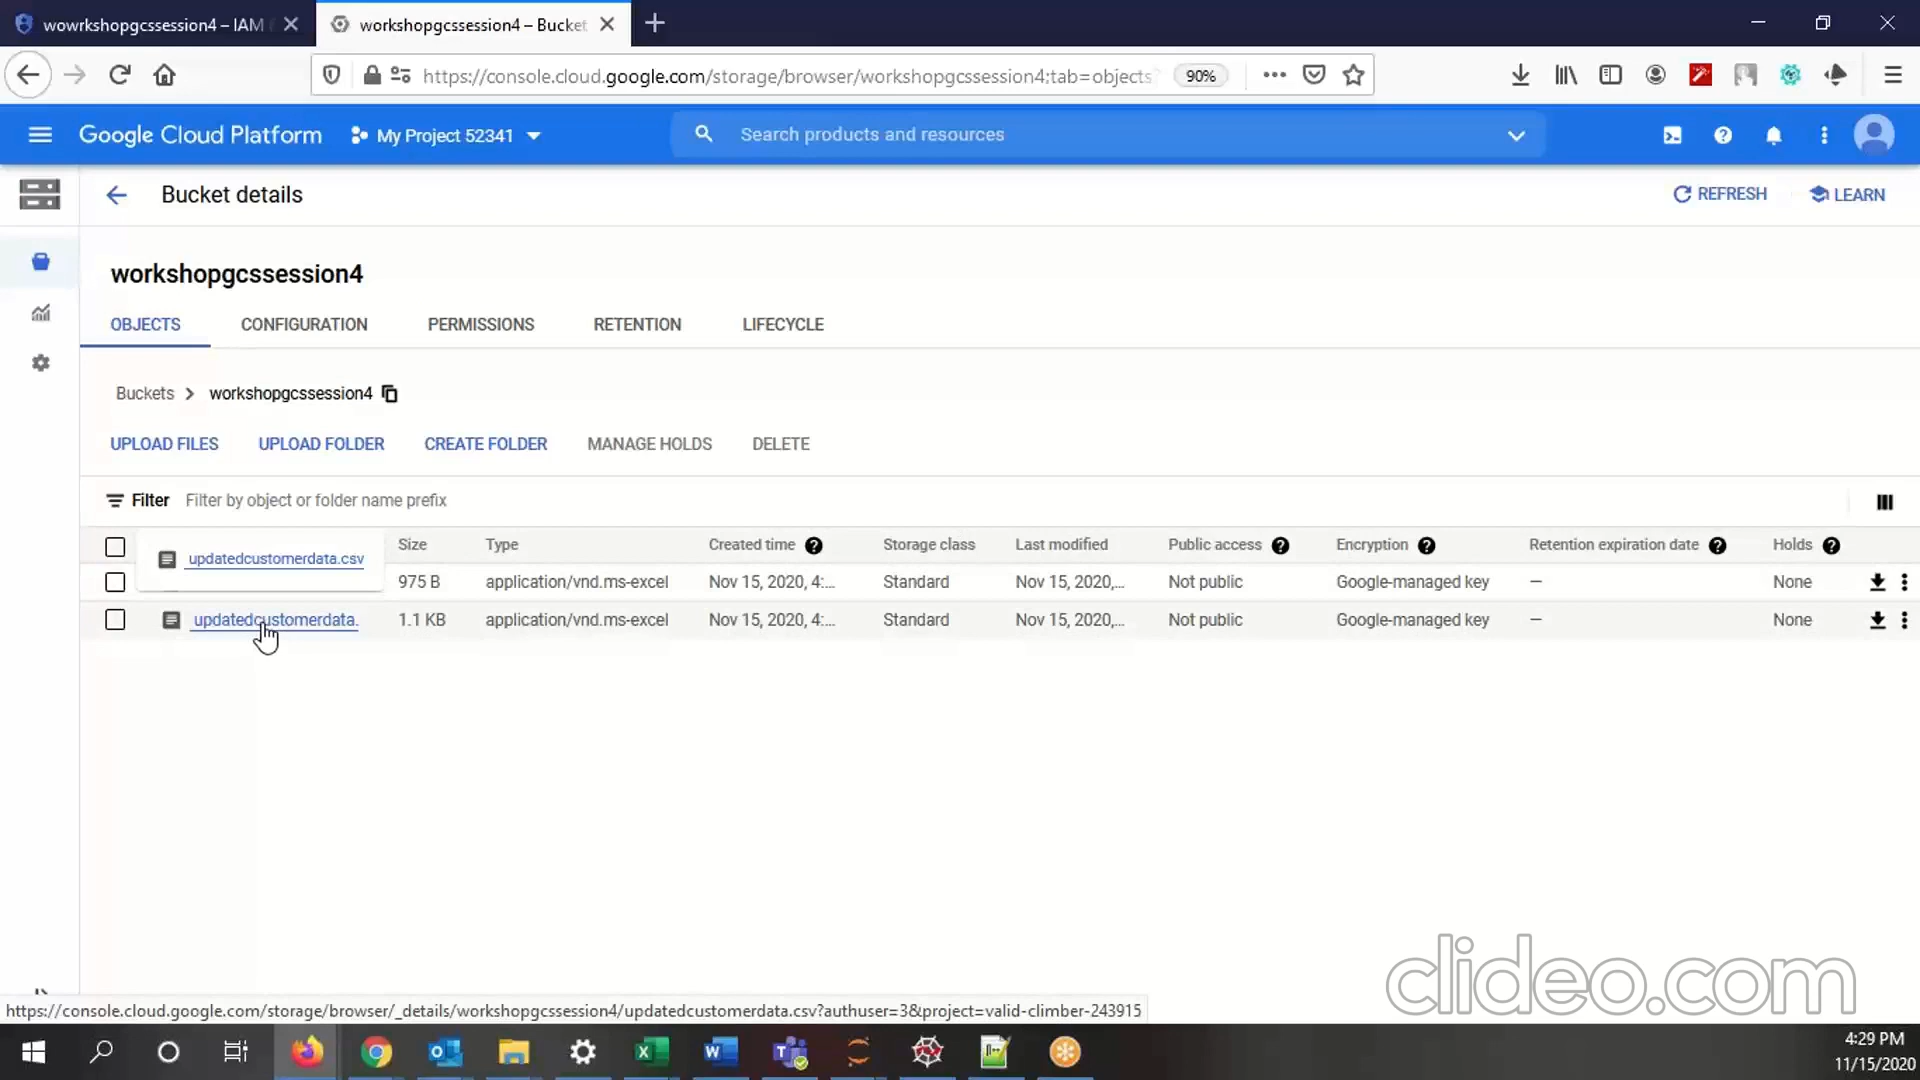 wowrkshopgcssession4 – IAM
workshopgcssession4 – Bucket
https://console.cloud.google.com/storage/browser/workshopgcssession4;tab=objects?
90%
Google Cloud Platform
My Project 52341
Search products and resources
Bucket details
REFRESH
LEARN
workshopgcssession4
OBJECTS CONFIGURATION PERMISSIONS RETENTION LIFECYCLE
Buckets > workshopgcssession4
UPLOAD FILES UPLOAD FOLDER CREATE FOLDER MANAGE HOLDS DELETE
Filter Filter by object or folder name prefix
updatedcustomerdata.csv
Size Type Created time Storage class Last modified Public access Encryption Retention expiration date Holds
975 B application/vnd.ms-excel Nov 15, 2020, 4:... Standard Nov 15, 2020,... Not public Google-managed key — None
updatedcustomerdata. 1.1 KB application/vnd.ms-excel Nov 15, 2020, 4:... Standard Nov 15, 2020,... Not public Google-managed key — None
clideo.com
https://console.cloud.google.com/storage/browser/_details/workshopgcssession4/updatedcustomerdata.csv?authuser=3&project=valid-climber-243915
4:29 PM
11/15/2020